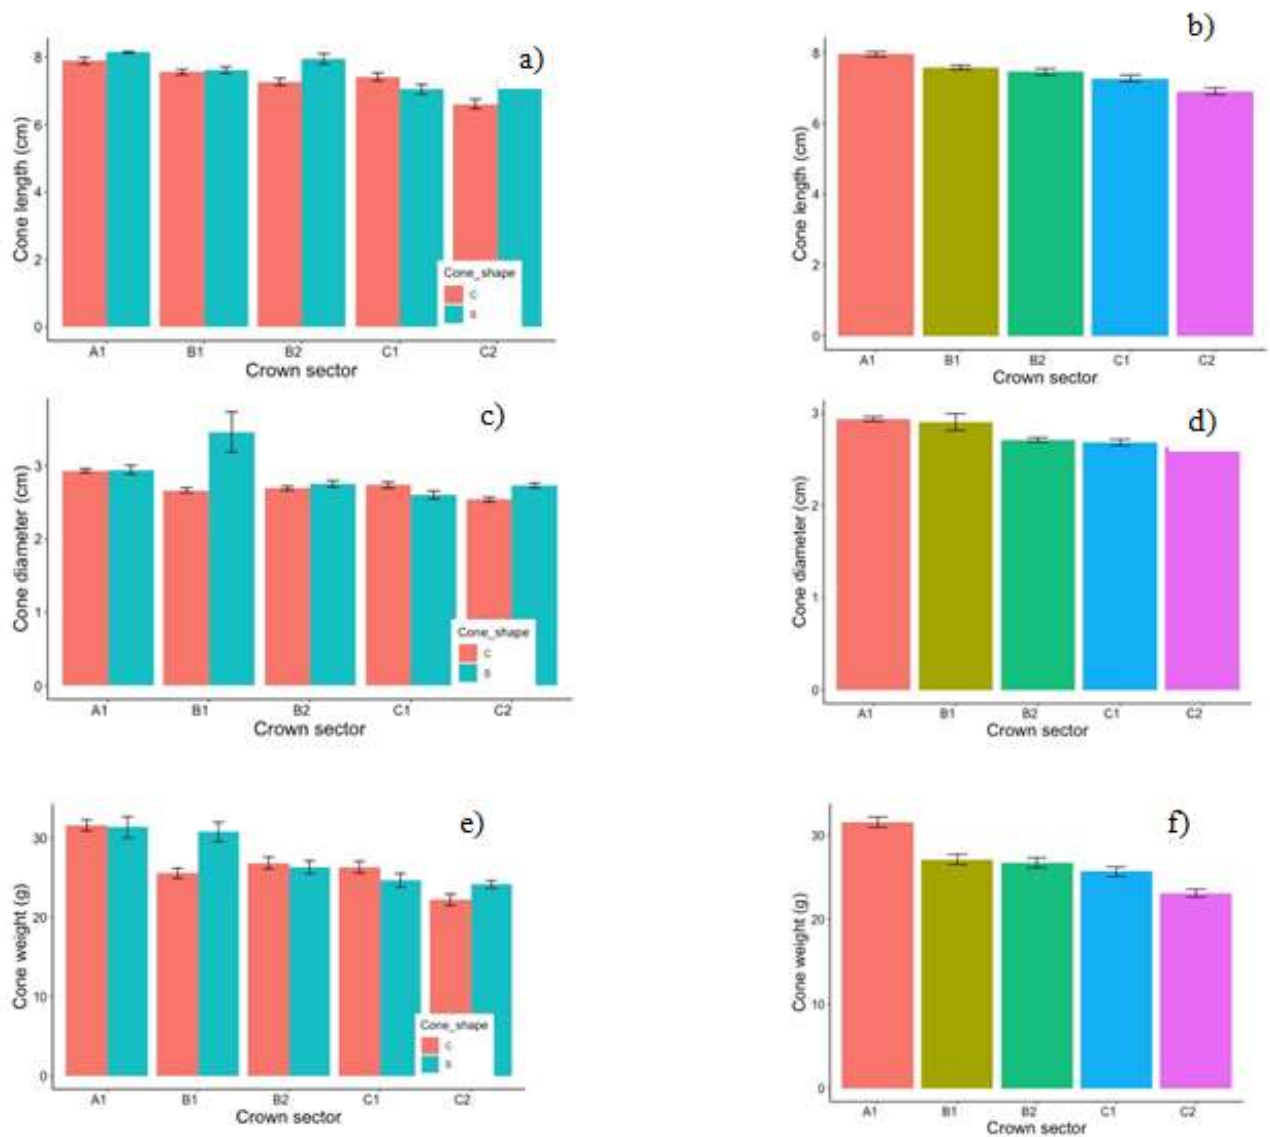 a)
8
6
4
2
0
Cone length (cm)
Cone_shape
C
S
A1 B1 B2 C1 C2
Crown sector
b)
8
6
4
2
0
Cone length (cm)
A1 B1 B2 C1 C2
Crown sector
c)
3
2
1
0
Cone diameter (cm)
Cone_shape
C
S
A1 B1 B2 C1 C2
Crown sector
d)
3
2
1
0
Cone diameter (cm)
A1 B1 B2 C1 C2
Crown sector
e)
30
20
10
0
Cone weight (g)
Cone_shape
C
S
A1 B1 B2 C1 C2
Crown sector
f)
30
20
10
0
Cone weight (g)
A1 B1 B2 C1 C2
Crown sector